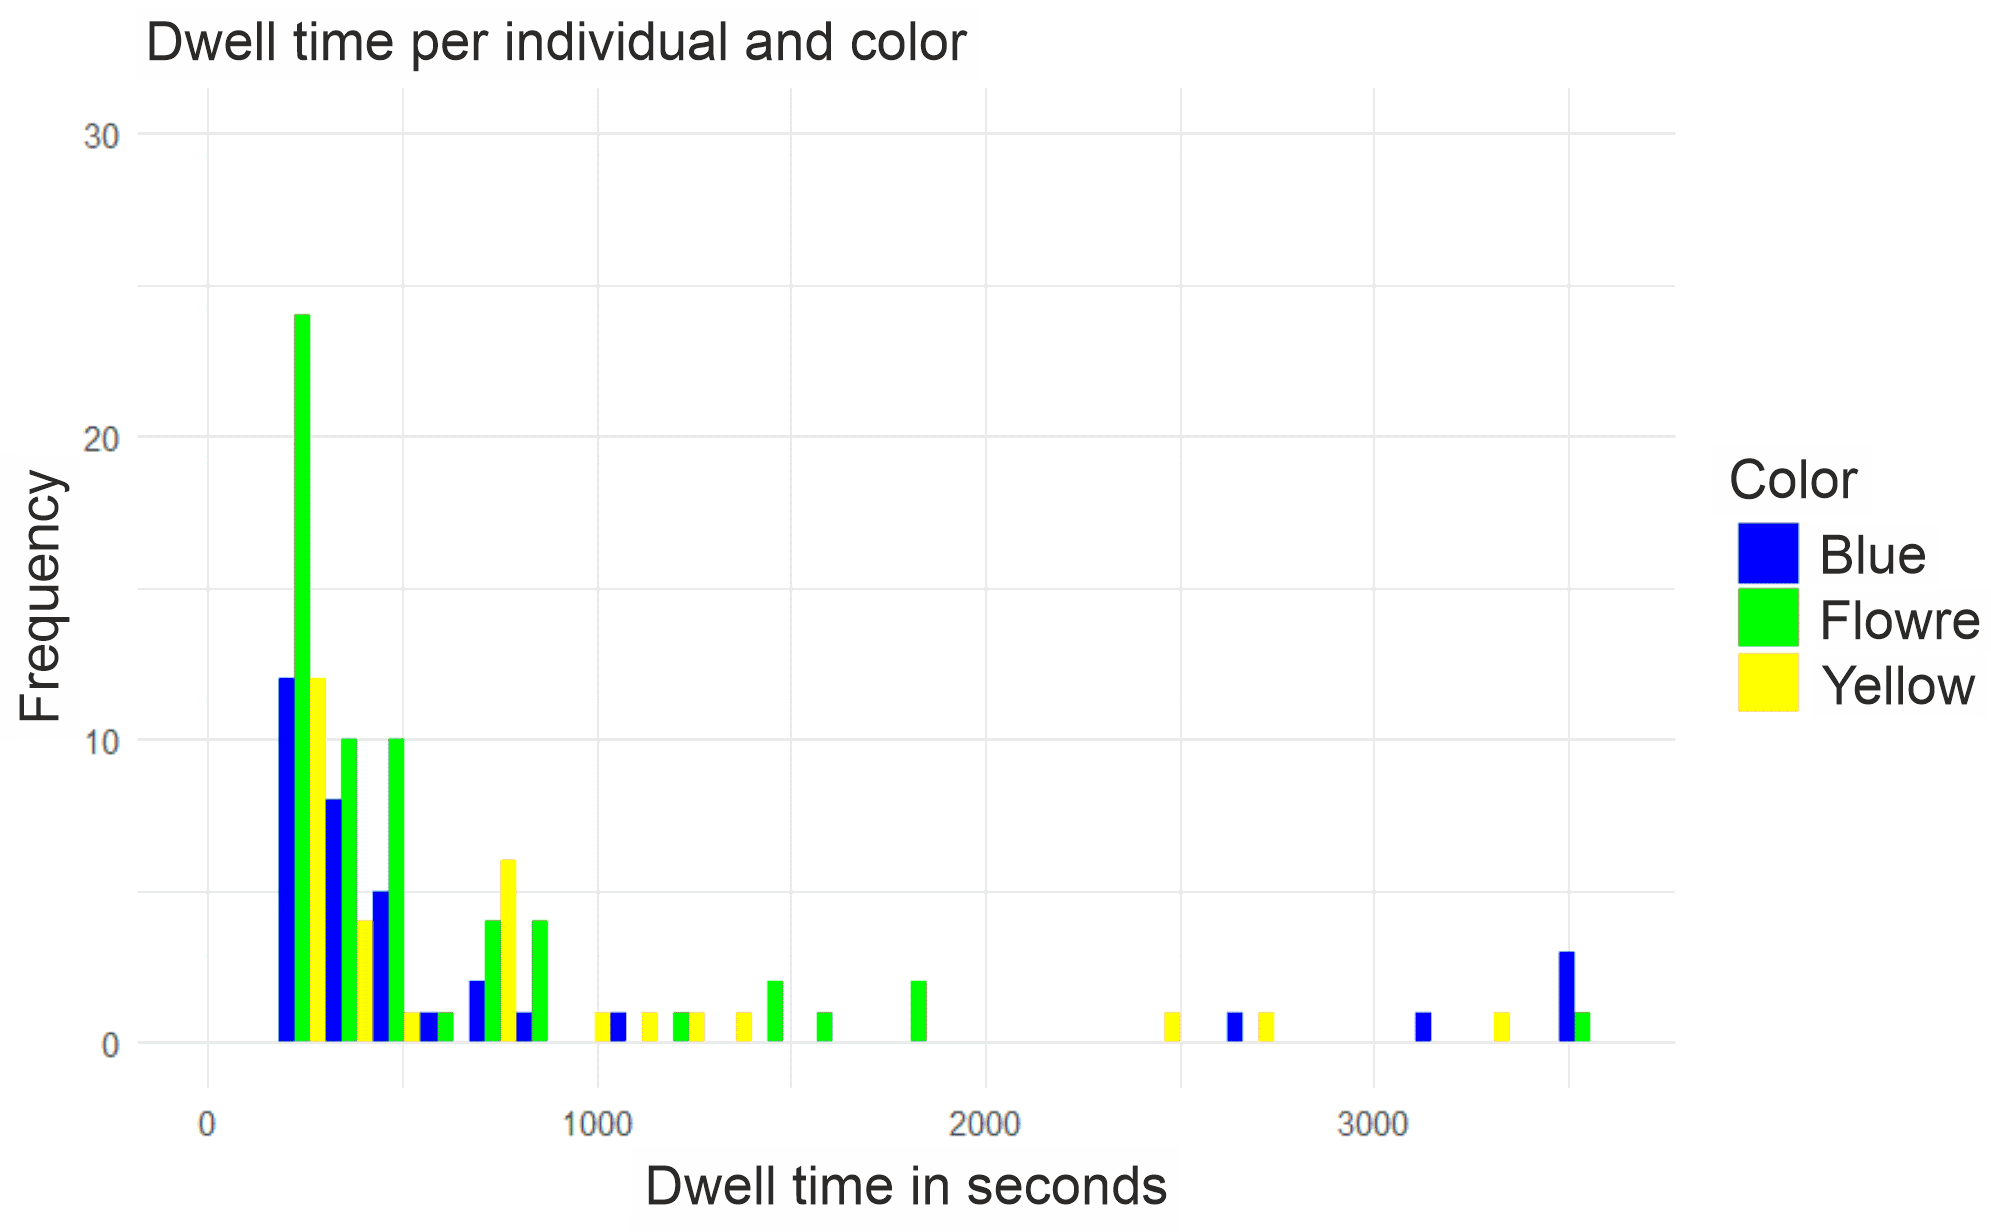 Dwell time per individual and color
30
20
10
0
Frequency
0 1000 2000 3000
Dwell time in seconds
Color
Blue
Flowre
Yellow